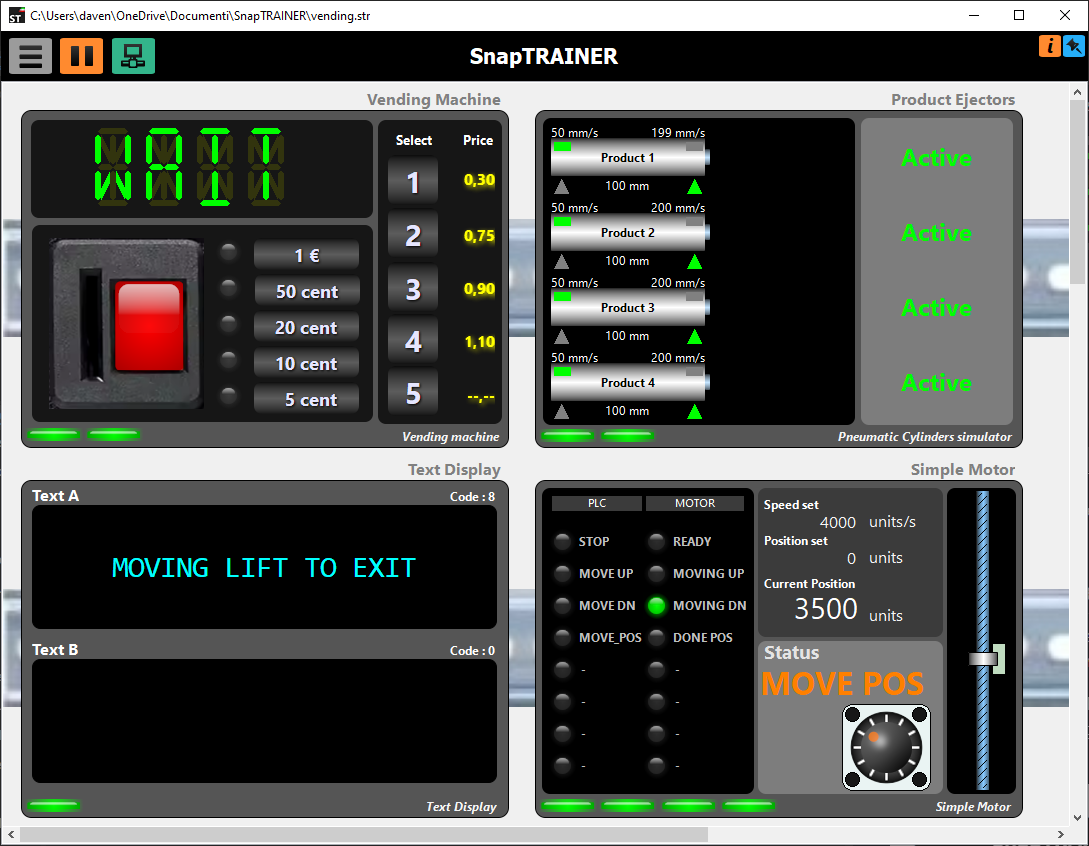 ST C:\Users\daven\OneDrive\Documenti\SnapTRAINER\vending.str
SnapTRAINER
i
Vending Machine
WAIT
1 €
50 cent
20 cent
10 cent
5 cent
Select Price
1 0,30
2 0,75
3 0,90
4 1,10
5 --,--
Vending machine
Product Ejectors
50 mm/s 199 mm/s
Product 1
100 mm
Active
50 mm/s 200 mm/s
Product 2
100 mm
Active
50 mm/s 200 mm/s
Product 3
100 mm
Active
50 mm/s 200 mm/s
Product 4
100 mm
Active
Pneumatic Cylinders simulator
Text Display
Text A Code : 8
MOVING LIFT TO EXIT
Text B Code : 0
Text Display
Simple Motor
PLC MOTOR
STOP READY
MOVE UP MOVING UP
MOVE DN MOVING DN
MOVE_POS DONE POS
- -
- -
- -
- -
Speed set
4000 units/s
Position set
0 units
Current Position
3500 units
Status
MOVE POS
Simple Motor